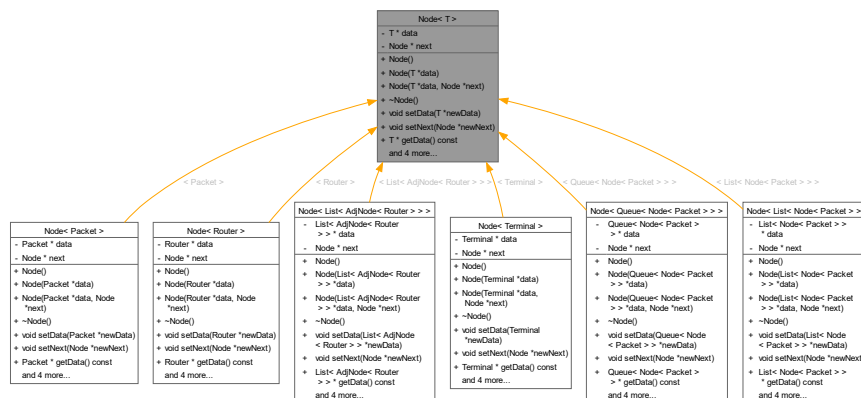 Node< T >
- T * data
- Node * next
+ Node()
+ Node(T *data)
+ Node(T *data, Node *next)
+ ~Node()
+ void setData(T *newData)
+ void setNext(Node *newNext)
+ T * getData() const
and 4 more...
< Packet >
< Router >
< List< AdjNode< Router > > >
< Terminal >
< Queue< Node< Packet > > >
< List< Node< Packet > > >
Node< Packet >
- Packet * data
- Node * next
+ Node()
+ Node(Packet *data)
+ Node(Packet *data, Node
*next)
+ ~Node()
+ void setData(Packet *newData)
+ void setNext(Node *newNext)
+ Packet * getData() const
and 4 more...
Node< Router >
- Router * data
- Node * next
+ Node()
+ Node(Router *data)
+ Node(Router *data, Node
*next)
+ ~Node()
+ void setData(Router *newData)
+ void setNext(Node *newNext)
+ Router * getData() const
and 4 more...
Node< List< AdjNode< Router > > >
- List< AdjNode< Router
> > * data
- Node * next
+ Node()
+ Node(List< AdjNode< Router
> > *data)
+ Node(List< AdjNode< Router
> > *data, Node *next)
+ ~Node()
+ void setData(List< AdjNode
< Router > > *newData)
+ void setNext(Node *newNext)
+ List< AdjNode< Router
> > * getData() const
and 4 more...
Node< Terminal >
- Terminal * data
- Node * next
+ Node()
+ Node(Terminal *data)
+ Node(Terminal *data,
Node *next)
+ ~Node()
+ void setData(Terminal
*newData)
+ void setNext(Node *newNext)
+ Terminal * getData() const
and 4 more...
Node< Queue< Node< Packet > > >
- Queue< Node< Packet
> > * data
- Node * next
+ Node()
+ Node(Queue< Node< Packet
> > *data)
+ Node(Queue< Node< Packet
> > *data, Node *next)
+ ~Node()
+ void setData(Queue< Node
< Packet > > *newData)
+ void setNext(Node *newNext)
+ Queue< Node< Packet
> > * getData() const
and 4 more...
Node< List< Node< Packet > > >
- List< Node< Packet > >
* data
- Node * next
+ Node()
+ Node(List< Node< Packet
> > *data)
+ Node(List< Node< Packet
> > *data, Node *next)
+ ~Node()
+ void setData(List< Node
< Packet > > *newData)
+ void setNext(Node *newNext)
+ List< Node< Packet > >
* getData() const
and 4 more...